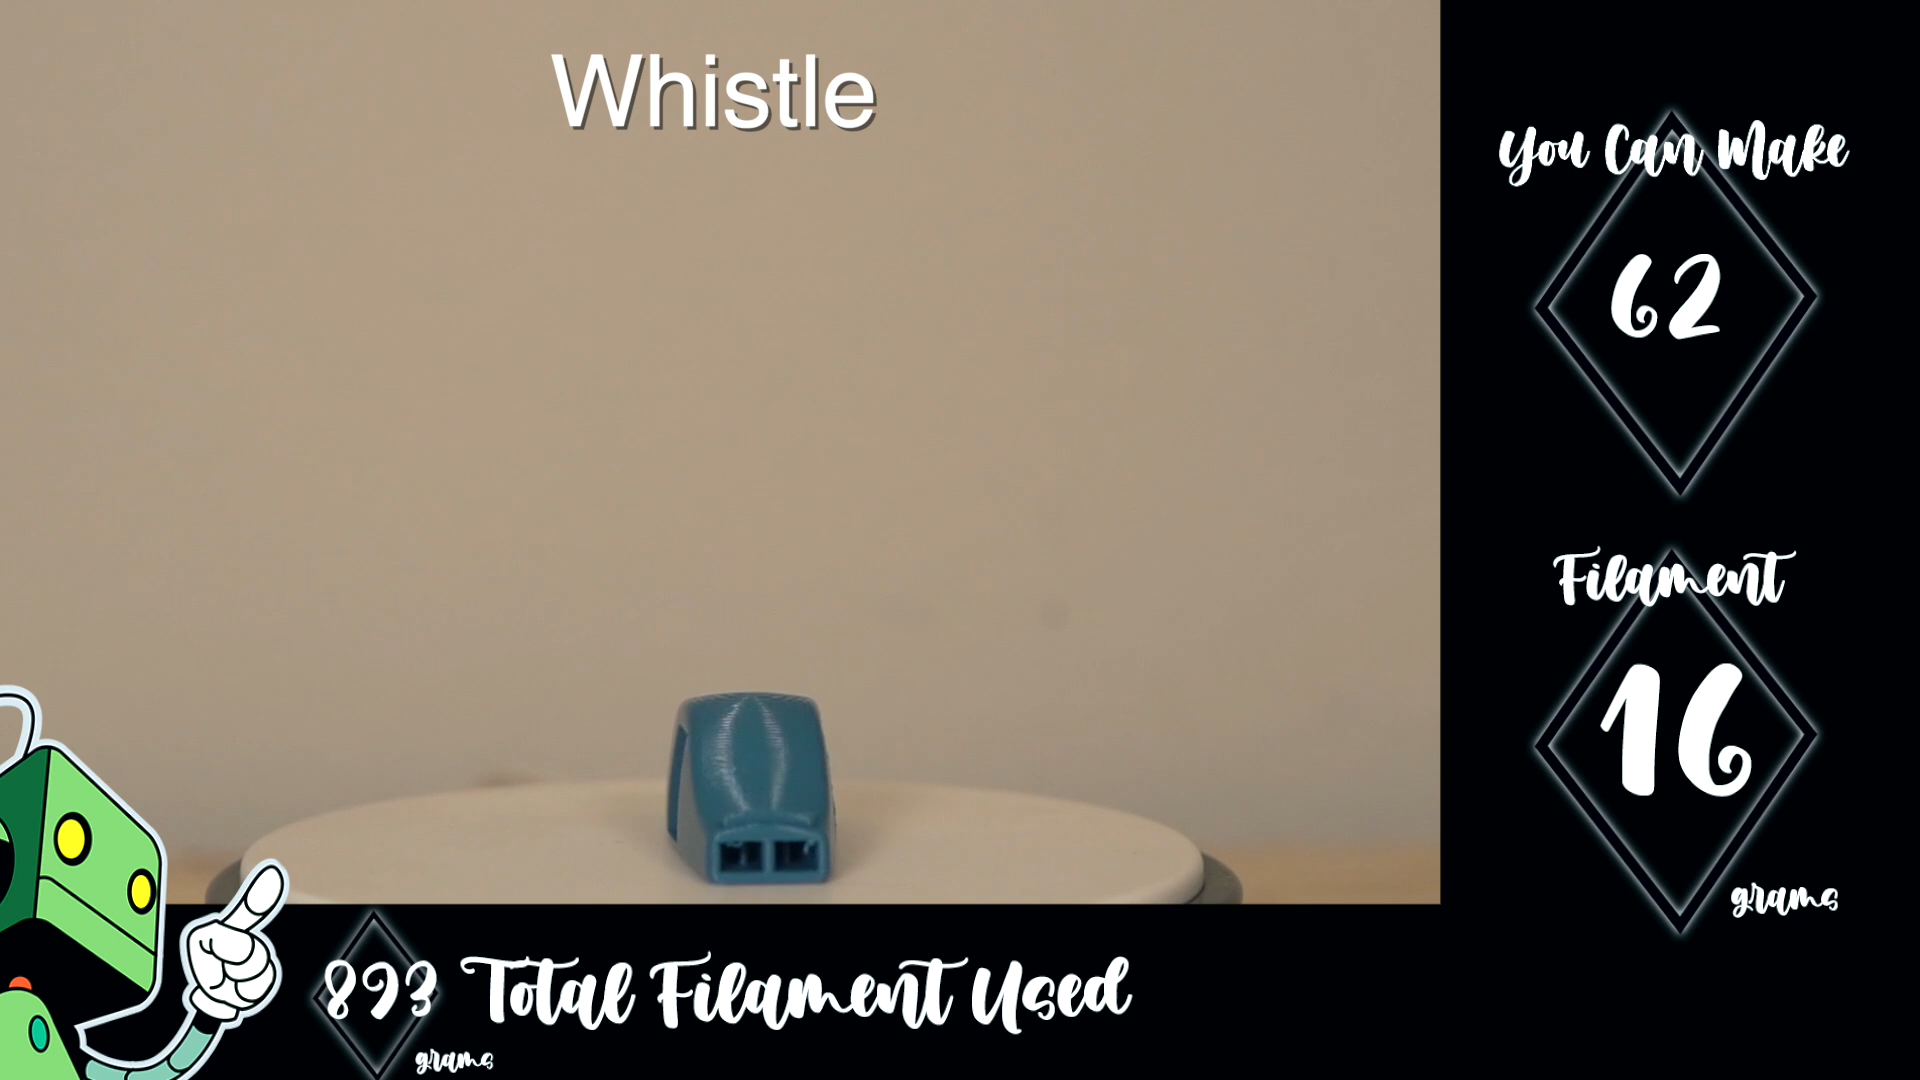 Whistle
You Can Make
62
Filament
16
grams
893 Total Filament Used
grams